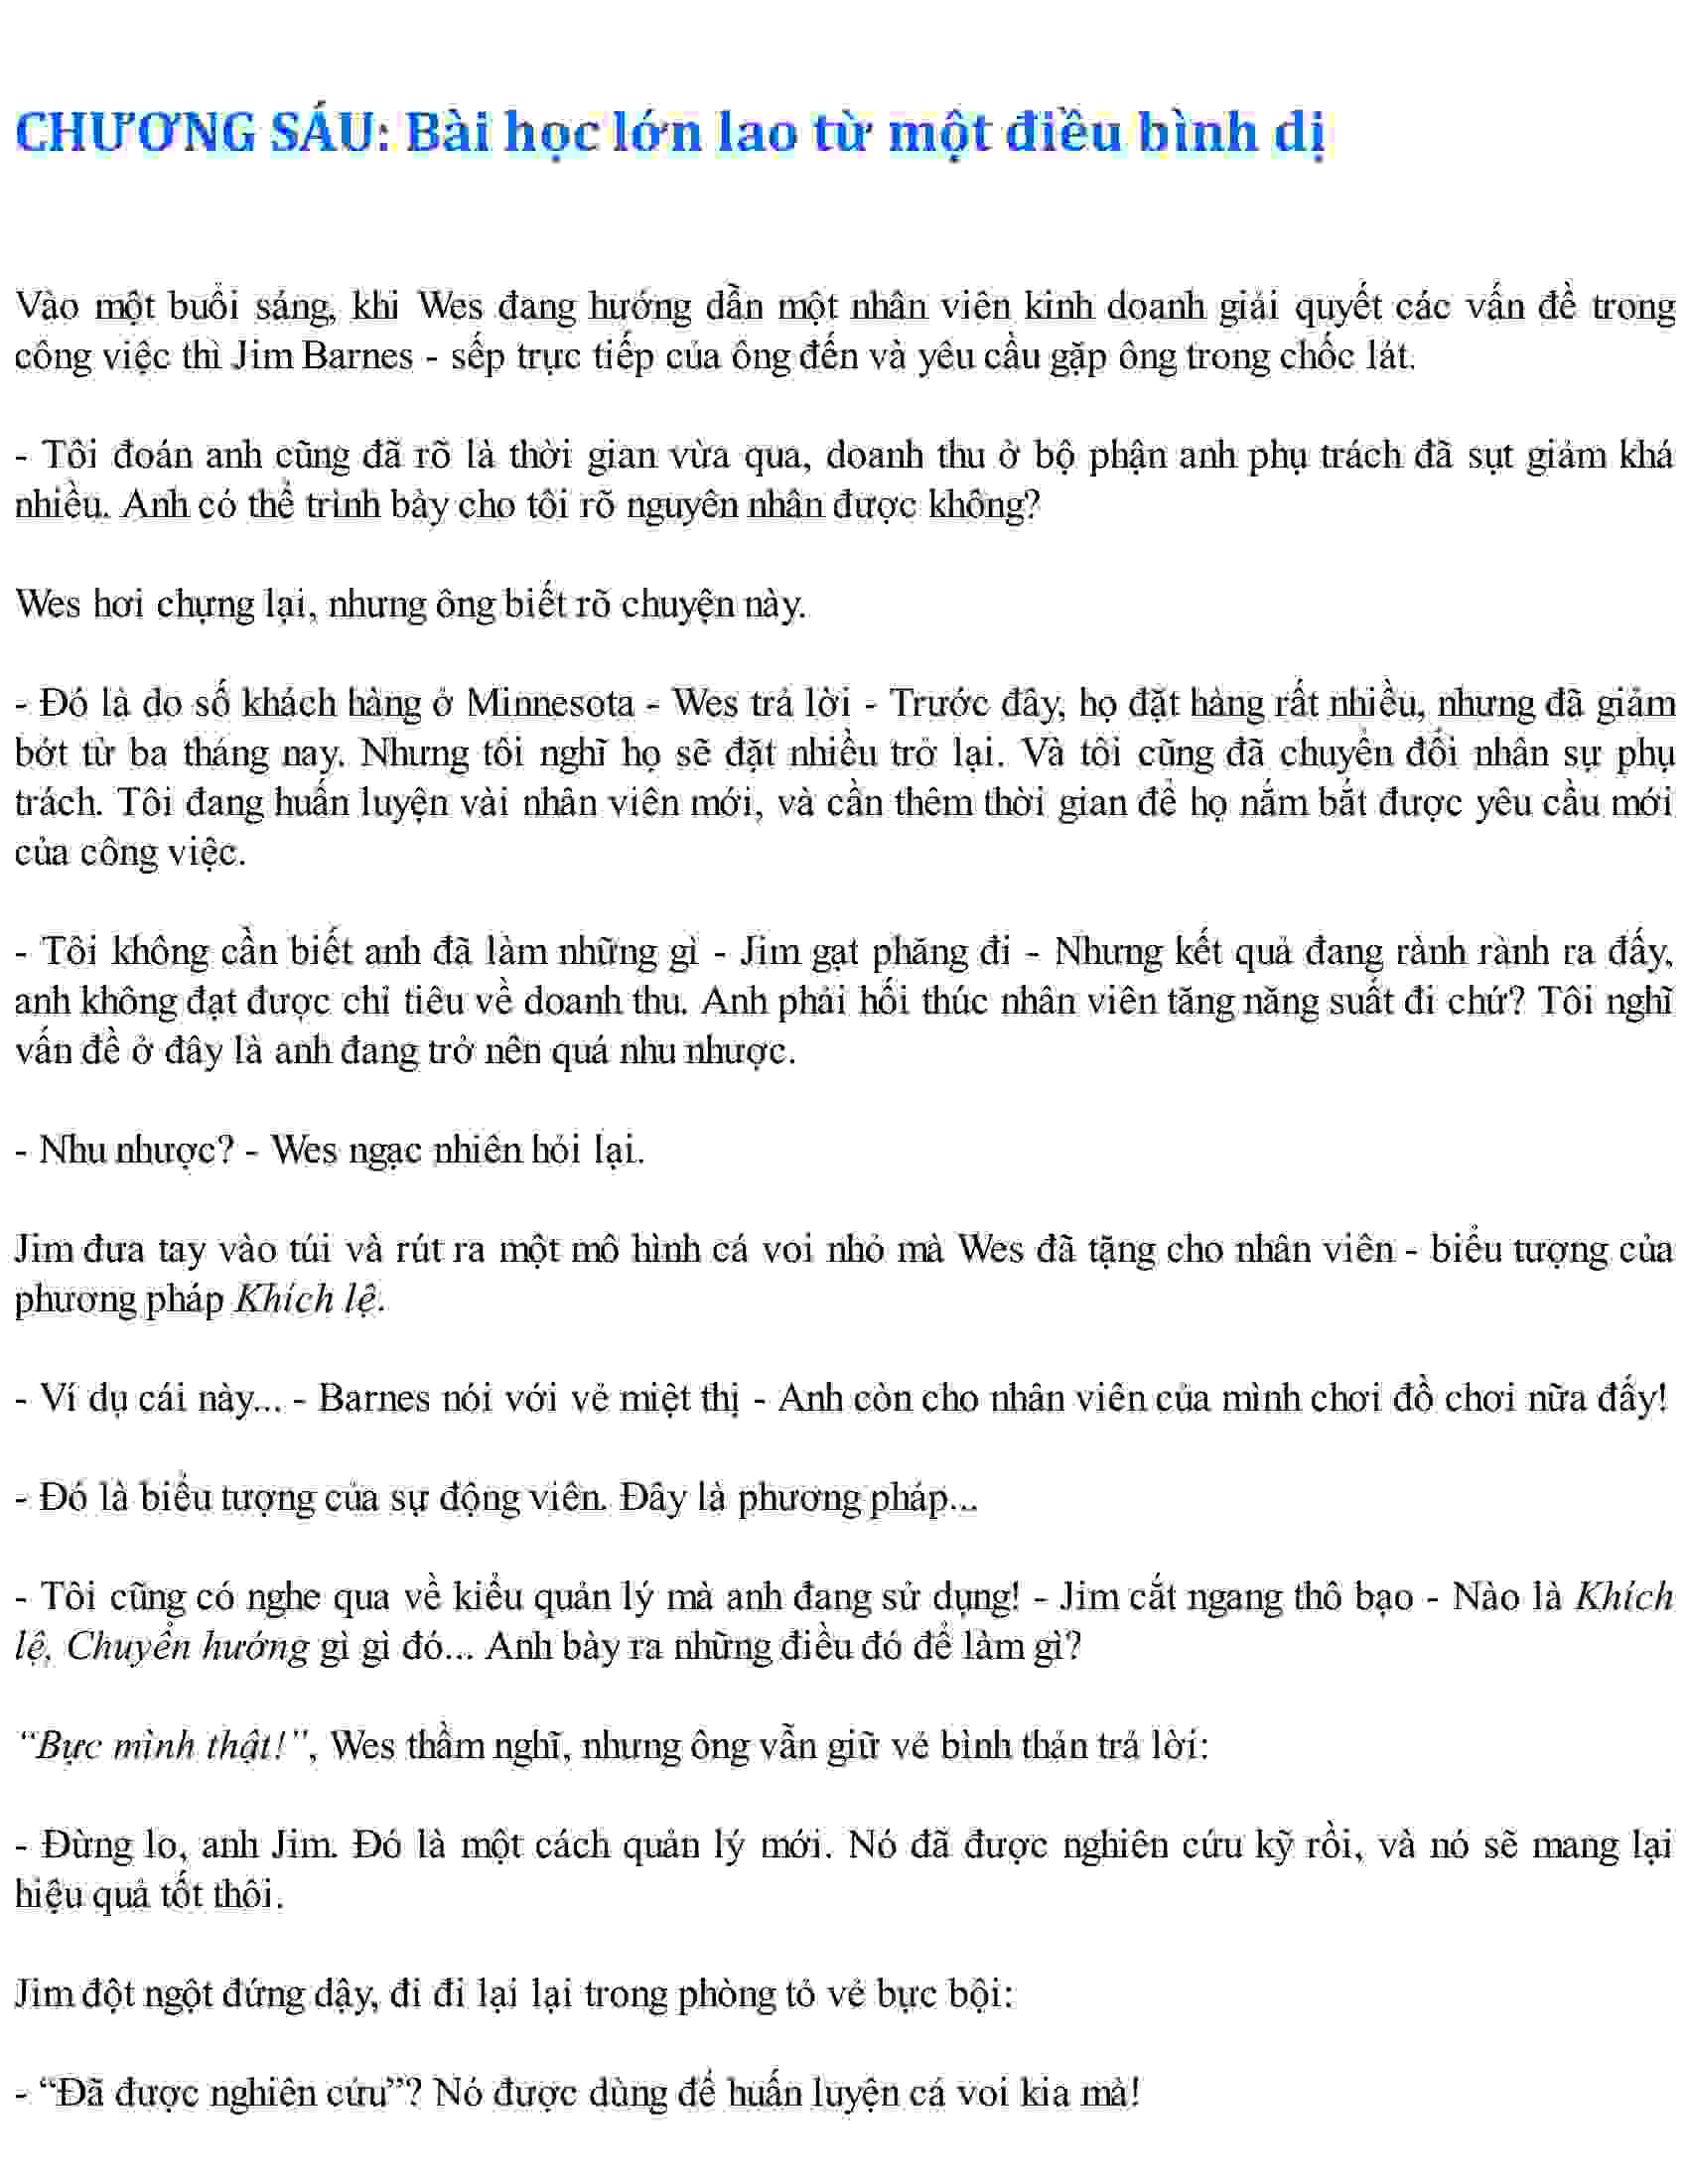 CHƯƠNG SÁU: Bài học lớn lao từ một điều bình dị
Vào một buổi sáng, khi Wes đang hướng dẫn một nhân viên kinh doanh giải quyết các vấn đề trong
công việc thì Jim Barnes - sếp trực tiếp của ông đến và yêu cầu gặp ông trong chốc lát.
- Tôi đoán anh cũng đã rõ là thời gian vừa qua, doanh thu ở bộ phận anh phụ trách đã sụt giảm khá
nhiều. Anh có thể trình bày cho tôi rõ nguyên nhân được không?
Wes hơi chựng lại, nhưng ông biết rõ chuyện này.
- Đó là do số khách hàng ở Minnesota - Wes trả lời - Trước đây, họ đặt hàng rất nhiều, nhưng đã giảm
bớt từ ba tháng nay. Nhưng tôi nghĩ họ sẽ đặt nhiều trở lại. Và tôi cũng đã chuyển đổi nhân sự phụ
trách. Tôi đang huấn luyện vài nhân viên mới, và cần thêm thời gian để họ nắm bắt được yêu cầu mới
của công việc.
- Tôi không cần biết anh đã làm những gì - Jim gạt phăng đi - Nhưng kết quả đang rành rành ra đấy,
anh không đạt được chỉ tiêu về doanh thu. Anh phải hối thúc nhân viên tăng năng suất đi chứ? Tôi nghĩ
vấn đề ở đây là anh đang trở nên quá nhu nhược.
- Nhu nhược? - Wes ngạc nhiên hỏi lại.
Jim đưa tay vào túi và rút ra một mô hình cá voi nhỏ mà Wes đã tặng cho nhân viên - biểu tượng của
phương pháp Khích lệ.
- Ví dụ cái này... - Barnes nói với vẻ miệt thị - Anh còn cho nhân viên của mình chơi đồ chơi nữa đấy!
- Đó là biểu tượng của sự động viên. Đây là phương pháp...
- Tôi cũng có nghe qua về kiểu quản lý mà anh đang sử dụng! - Jim cắt ngang thô bạo - Nào là Khích
lệ, Chuyển hướng gì gì đó... Anh bày ra những điều đó để làm gì?
“Bực mình thật!”, Wes thầm nghĩ, nhưng ông vẫn giữ vẻ bình thản trả lời:
- Đừng lo, anh Jim. Đó là một cách quản lý mới. Nó đã được nghiên cứu kỹ rồi, và nó sẽ mang lại
hiệu quả tốt thôi.
Jim đột ngột đứng dậy, đi đi lại lại trong phòng tỏ vẻ bực bội:
- “Đã được nghiên cứu”? Nó được dùng để huấn luyện cá voi kia mà!